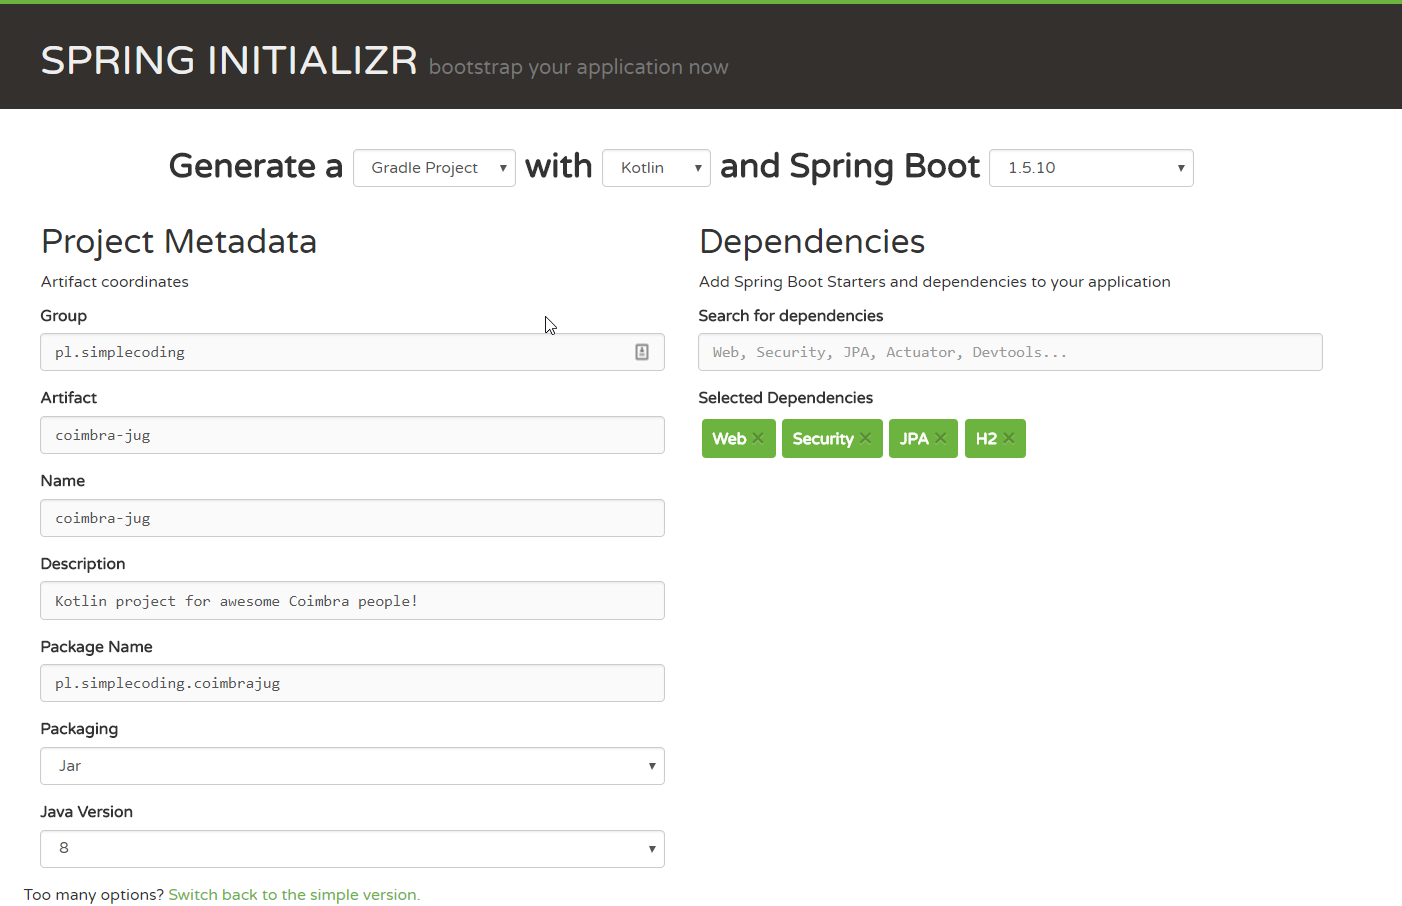 SPRING INITIALIZR bootstrap your application now
Generate a Gradle Project with Kotlin and Spring Boot 1.5.10
Project Metadata
Artifact coordinates
Group
pl.simplecoding
Artifact
coimbra-jug
Name
coimbra-jug
Description
Kotlin project for awesome Coimbra people!
Package Name
pl.simplecoding.coimbrajug
Packaging
Jar
Java Version
8
Too many options? Switch back to the simple version.
Dependencies
Add Spring Boot Starters and dependencies to your application
Search for dependencies
Web, Security, JPA, Actuator, Devtools...
Selected Dependencies
Web Security JPA H2